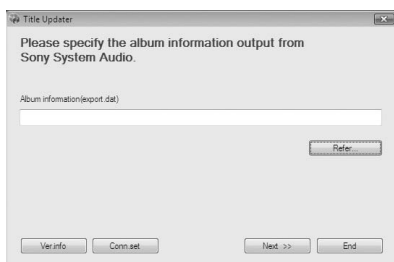 Title Updater
Please specify the album information output from
Sony System Audio.
Album information(export.dat)
Refer...
Ver.info
Conn.set
Next >>
End